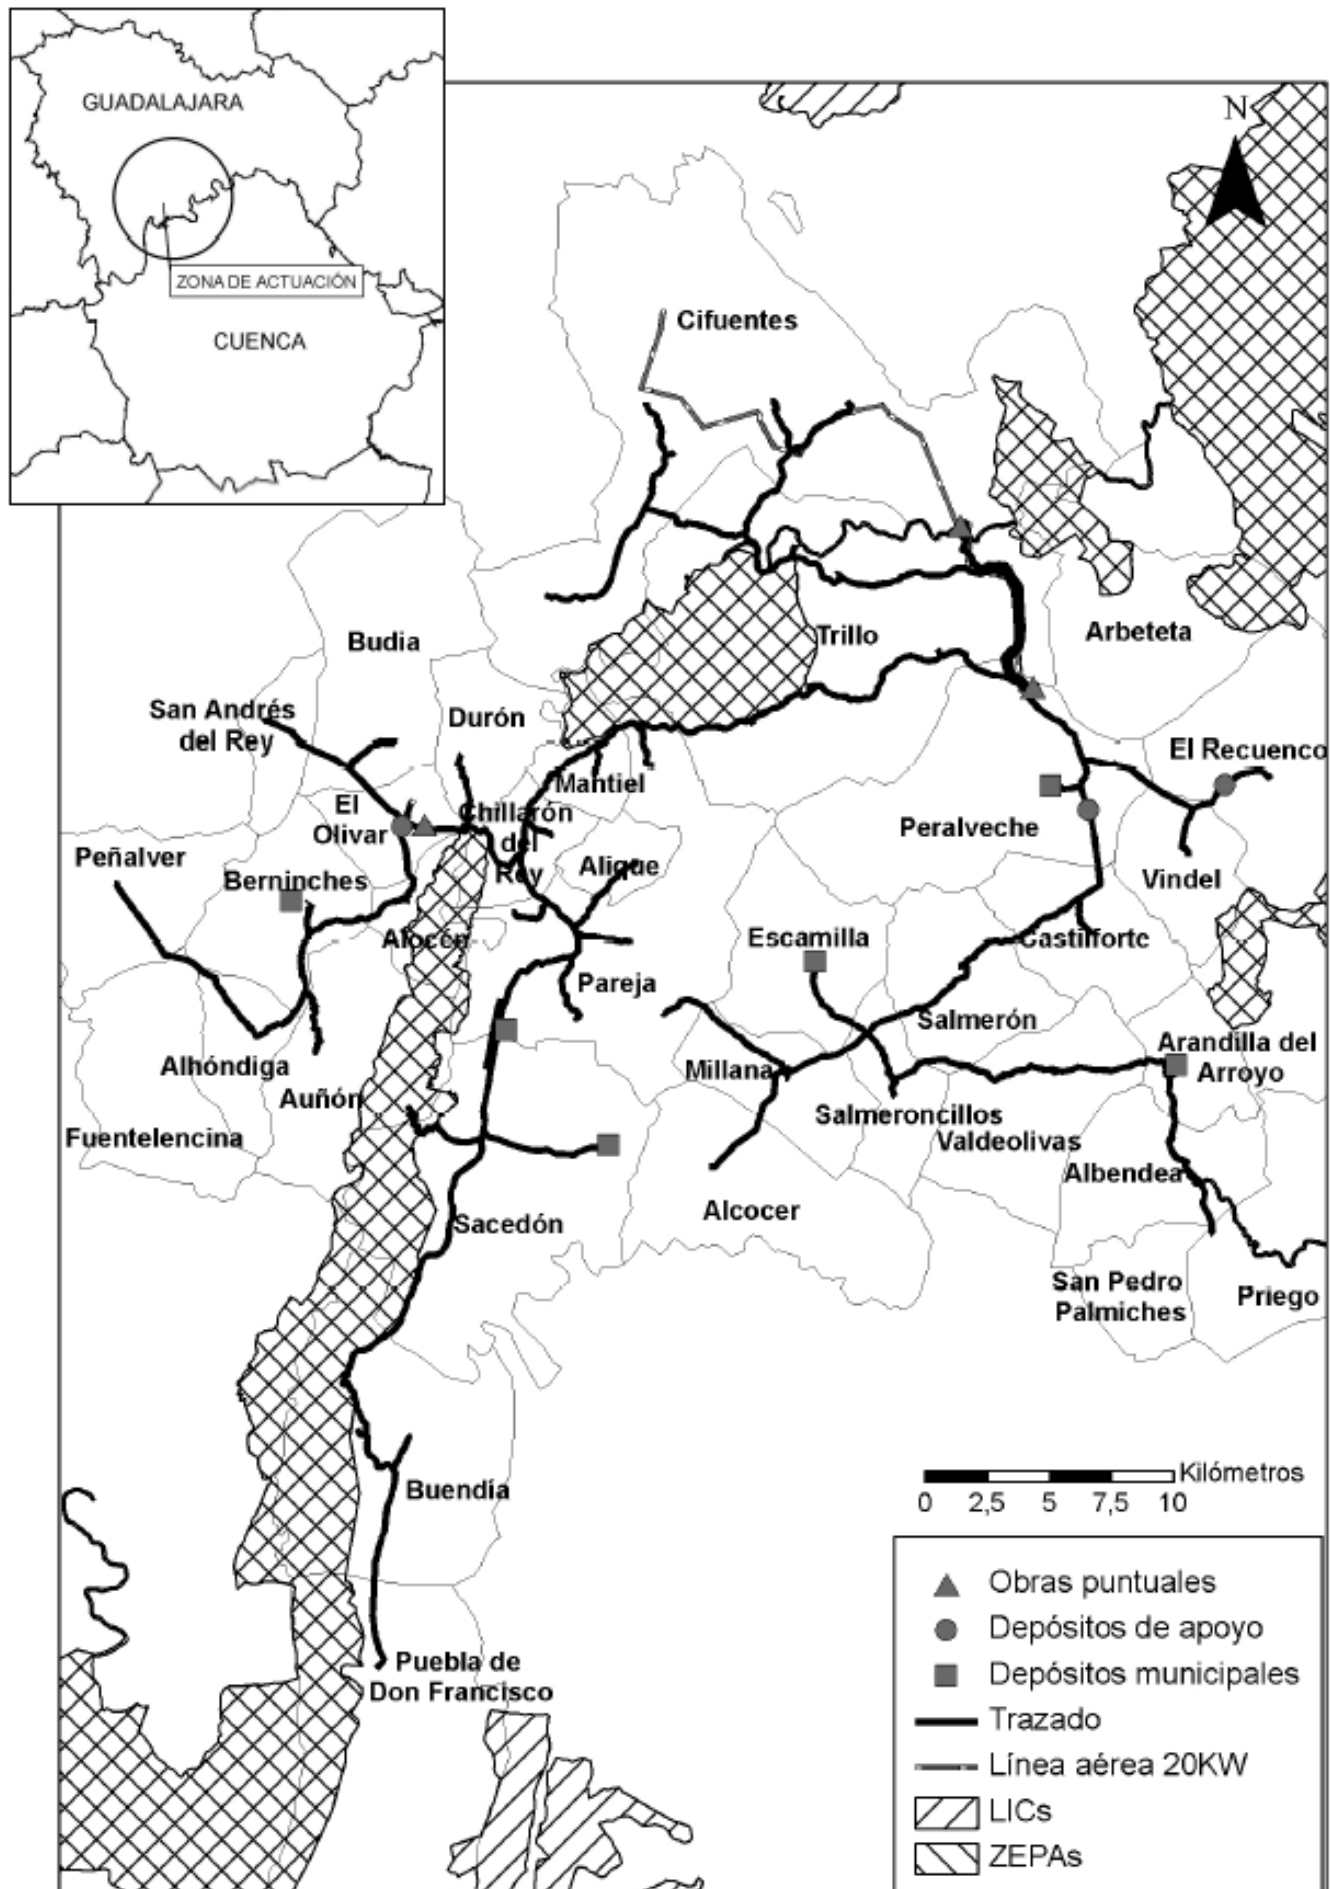 GUADALAJARA
ZONA DE ACTUACIÓN
CUENCA
N
Cifuentes
Trillo
Arbeteta
Budia
San Andrés
del Rey
Durón
El Recuenco
Mantiel
El
Olivar
Chillarón
del
Rey
Peralveche
Peñalver
Berninches
Alique
Vindel
Alocén
Escamilla
Castilforte
Pareja
Salmerón
Alhóndiga
Millana
Arandilla del
Arroyo
Auñón
Salmeroncillos
Fuentelencina
Valdeolivas
Albendea
Sacedón
Alcocer
San Pedro
Palmiches
Priego
Buendía
Puebla de
Don Francisco
Kilómetros
0 2,5 5 7,5 10
Obras puntuales
Depósitos de apoyo
Depósitos municipales
Trazado
Línea aérea 20KW
LICs
ZEPAs